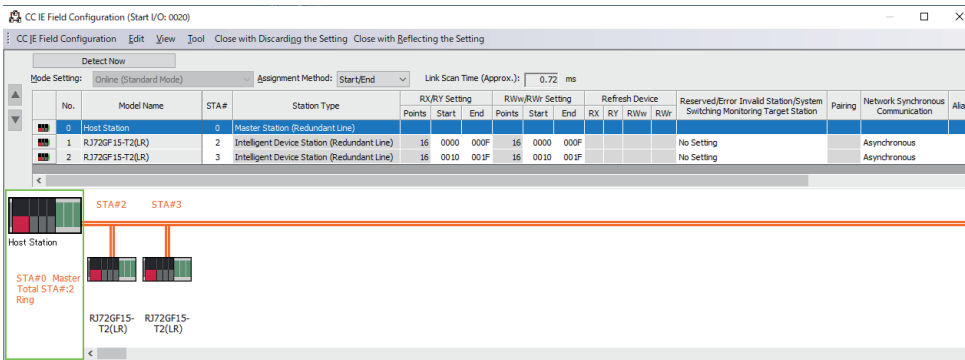 CC IE Field Configuration (Start I/O: 0020)
CC IE Field Configuration Edit View Tool Close with Discarding the Setting Close with Reflecting the Setting
Detect Now
Mode Setting: Online (Standard Mode) Assignment Method: Start/End Link Scan Time (Approx.): 0.72 ms
No. Model Name STA# Station Type RX/RY Setting RWw/RWr Setting Refresh Device Reserved/Error Invalid Station/System Switching Monitoring Target Station Pairing Network Synchronous Communication Alia
Points Start End Points Start End RX RY RWw RWr
0 Host Station 0 Master Station (Redundant Line)
1 RJ72GF15-T2(LR) 2 Intelligent Device Station (Redundant Line) 16 0000 000F 16 0000 000F No Setting Asynchronous
2 RJ72GF15-T2(LR) 3 Intelligent Device Station (Redundant Line) 16 0010 001F 16 0010 001F No Setting Asynchronous
STA#2 STA#3
Host Station
STA#0 Master
Total STA#:2
Ring
RJ72GF15-T2(LR) RJ72GF15-T2(LR)